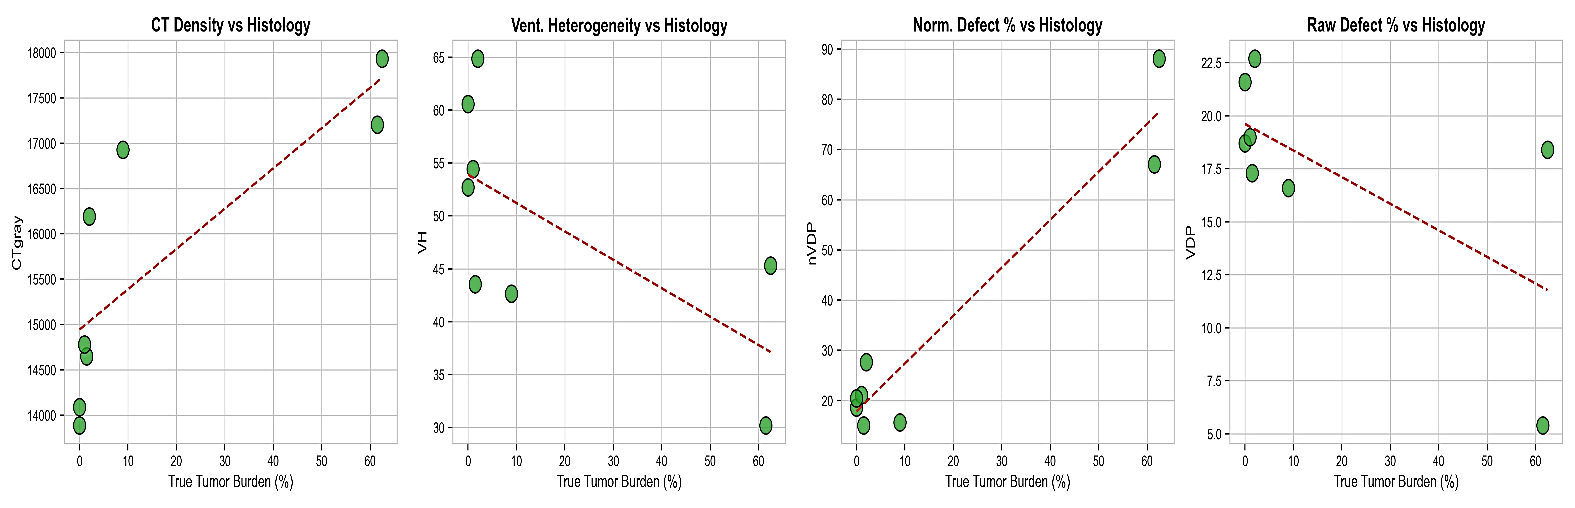 CT Density vs Histology
18000
17500
17000
16500
16000
15500
15000
14500
14000
CTgray
0 10 20 30 40 50 60
True Tumor Burden (%)
Vent. Heterogeneity vs Histology
65
60
55
50
45
40
35
30
VH
0 10 20 30 40 50 60
True Tumor Burden (%)
Norm. Defect % vs Histology
90
80
70
60
50
40
30
20
nVDP
0 10 20 30 40 50 60
True Tumor Burden (%)
Raw Defect % vs Histology
22.5
20.0
17.5
15.0
12.5
10.0
7.5
5.0
VDP
0 10 20 30 40 50 60
True Tumor Burden (%)